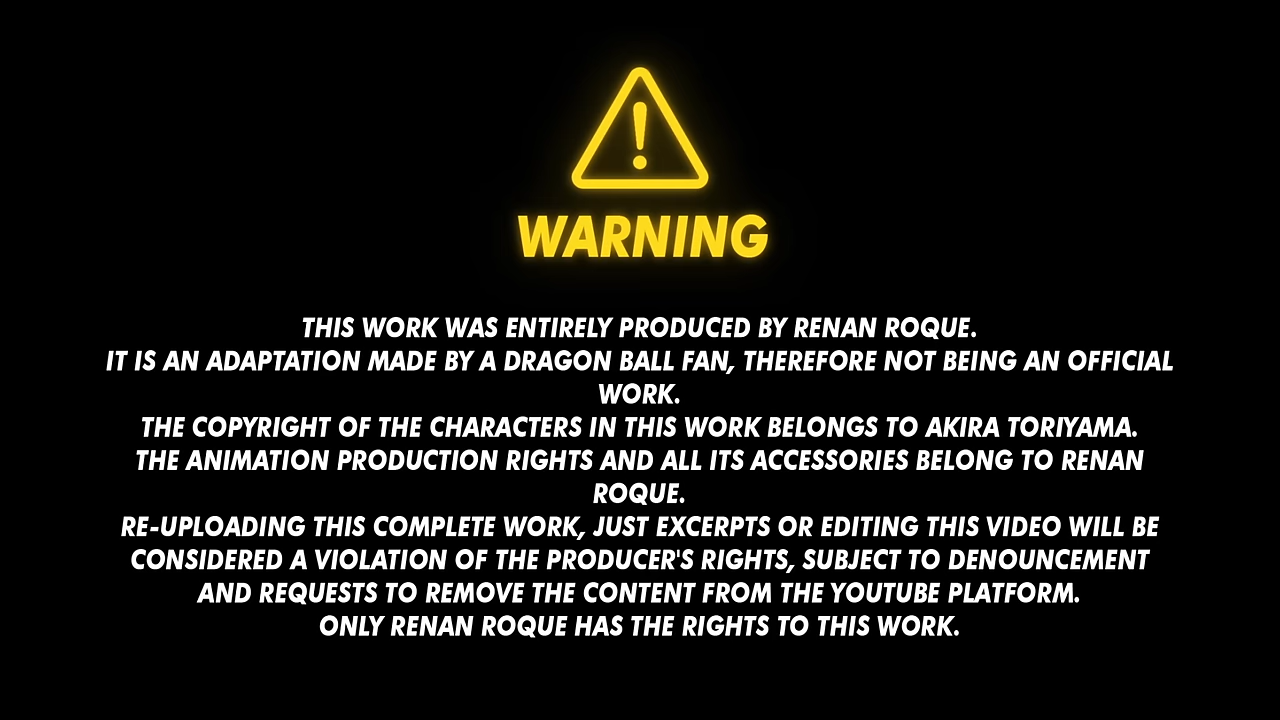 WARNING
THIS WORK WAS ENTIRELY PRODUCED BY RENAN ROQUE.
IT IS AN ADAPTATION MADE BY A DRAGON BALL FAN, THEREFORE NOT BEING AN OFFICIAL
WORK.
THE COPYRIGHT OF THE CHARACTERS IN THIS WORK BELONGS TO AKIRA TORIYAMA.
THE ANIMATION PRODUCTION RIGHTS AND ALL ITS ACCESSORIES BELONG TO RENAN
ROQUE.
RE-UPLOADING THIS COMPLETE WORK, JUST EXCERPTS OR EDITING THIS VIDEO WILL BE
CONSIDERED A VIOLATION OF THE PRODUCER'S RIGHTS, SUBJECT TO DENOUNCEMENT
AND REQUESTS TO REMOVE THE CONTENT FROM THE YOUTUBE PLATFORM.
ONLY RENAN ROQUE HAS THE RIGHTS TO THIS WORK.